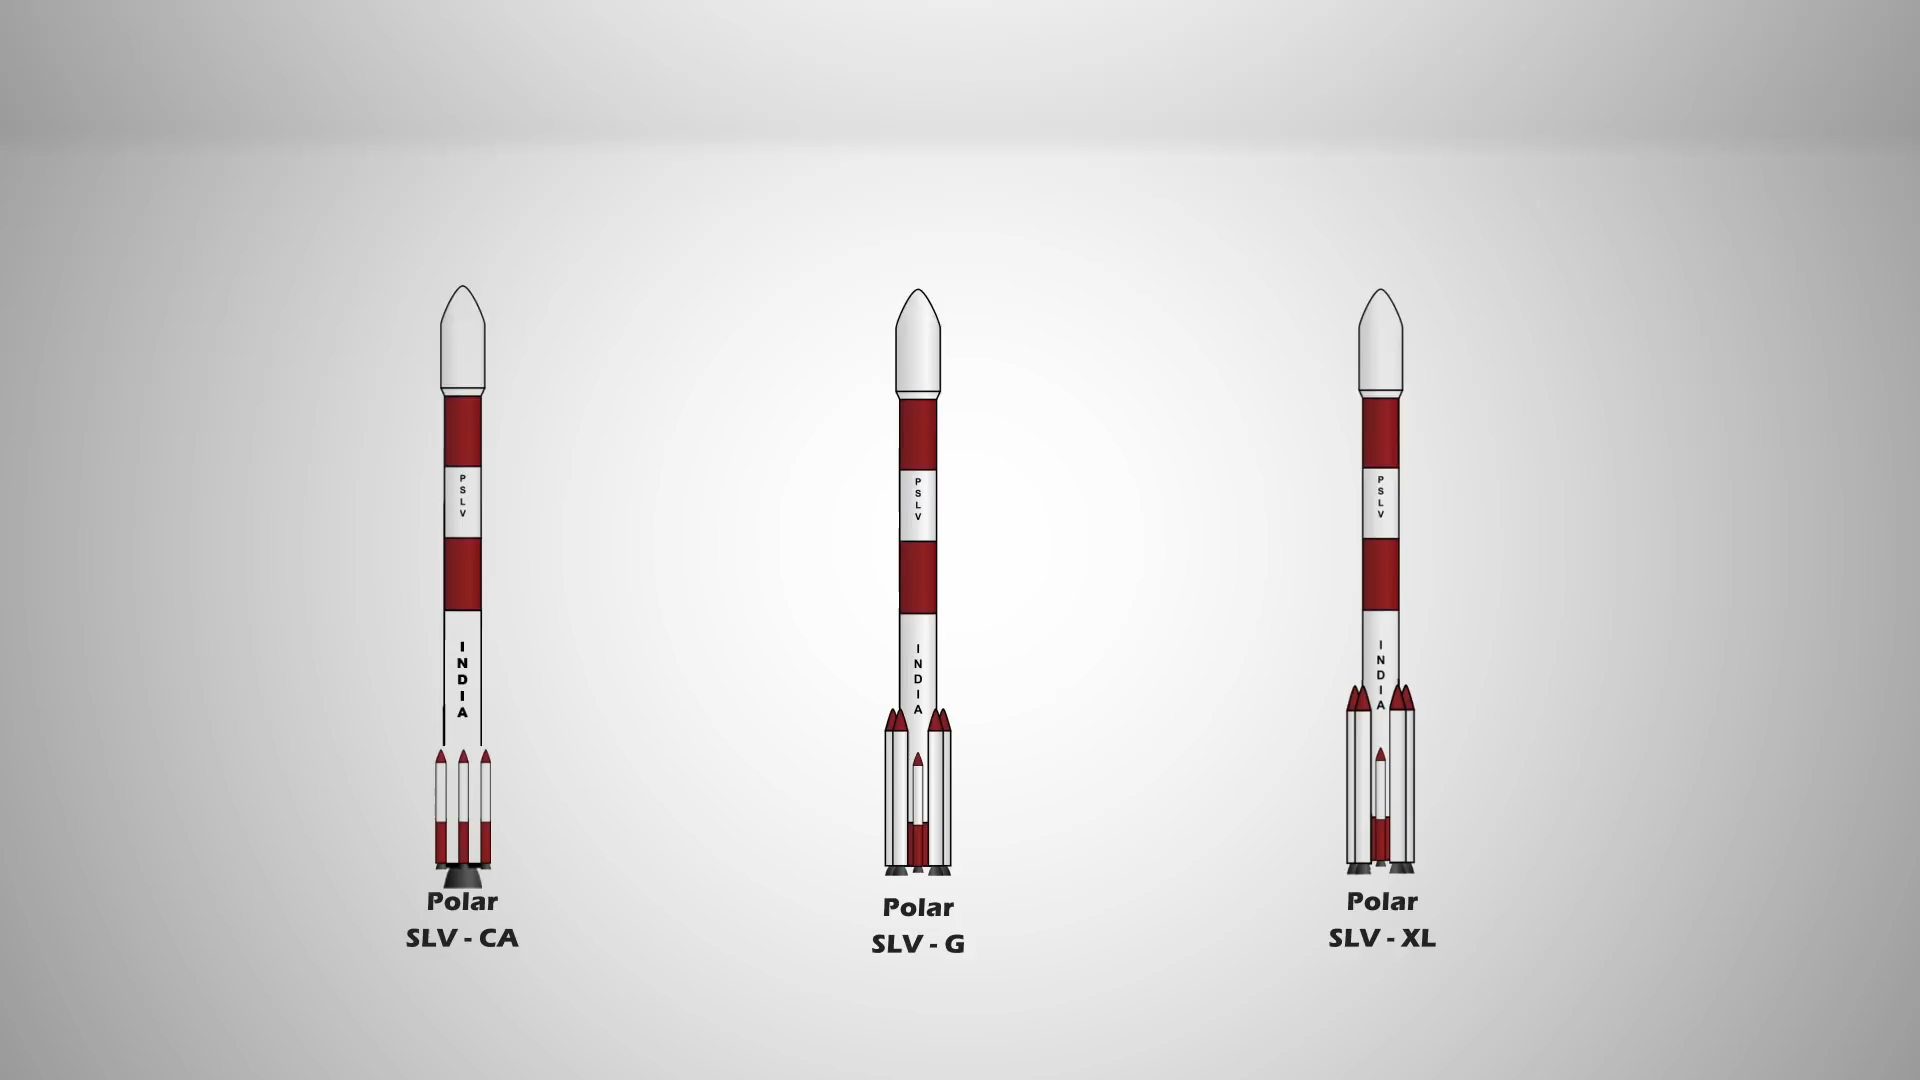 PSLV
INDIA
Polar
SLV - CA
PSLV
INDIA
Polar
SLV - G
PSLV
INDIA
Polar
SLV - XL